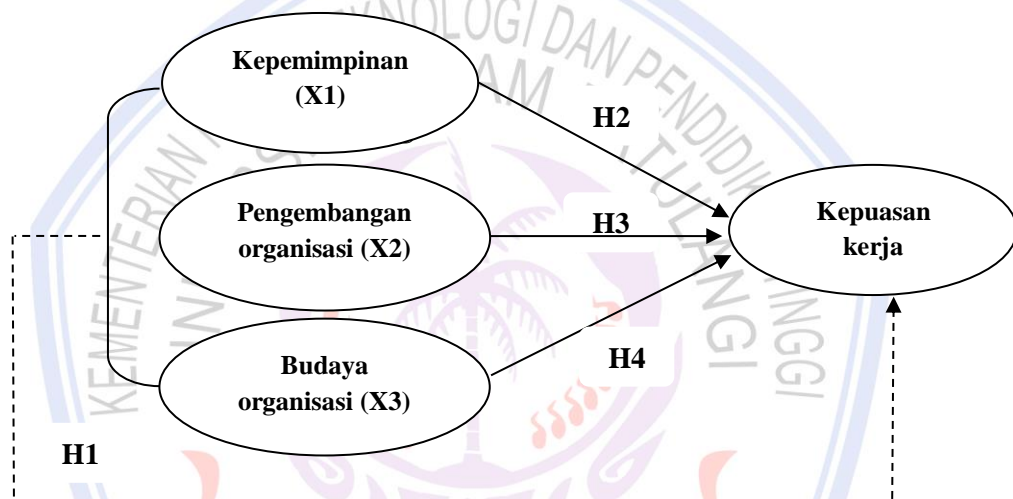 Kepemimpinan
(X1)
H2
Pengembangan
organisasi (X2)
H3
Kepuasan
kerja
Budaya
organisasi (X3)
H4
H1